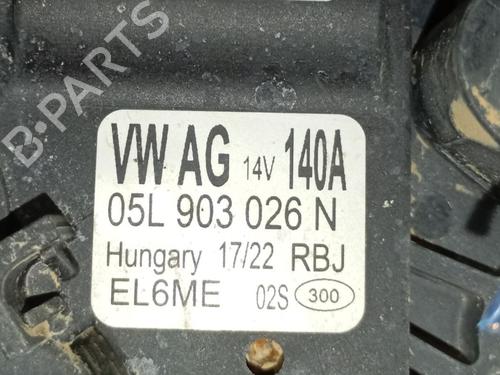 VW AG 14V 140A
05L 903 026 N
Hungary 17/22 RBJ
EL6ME 02S 300
B-PARTS